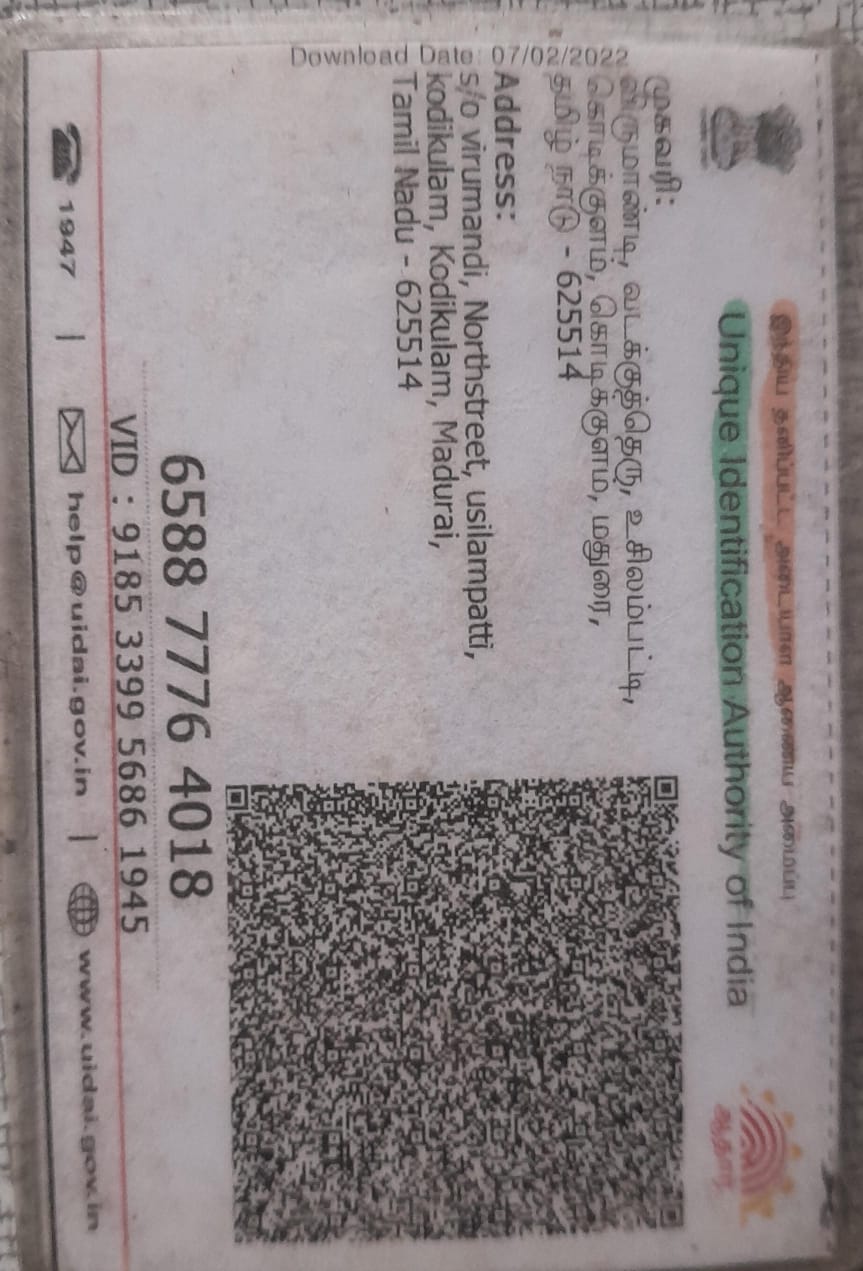 இந்திய தனிப்பட்ட அடையாள ஆணைய அமைப்பு
Unique Identification Authority of India
ஆதார்
Download Date: 07/02/2022
முகவரி:
விருமாண்டி, வடக்குத்தெரு, உசிலம்பட்டி,
கொடிக்குளம், கொடிக்குளம், மதுரை,
தமிழ் நாடு - 625514
Address:
s/o virumandi, Northstreet, usilampatti,
kodikulam, Kodikulam, Madurai,
Tamil Nadu - 625514
6588 7776 4018
VID : 9185 3399 5686 1945
1947 | help@uidai.gov.in | www.uidai.gov.in